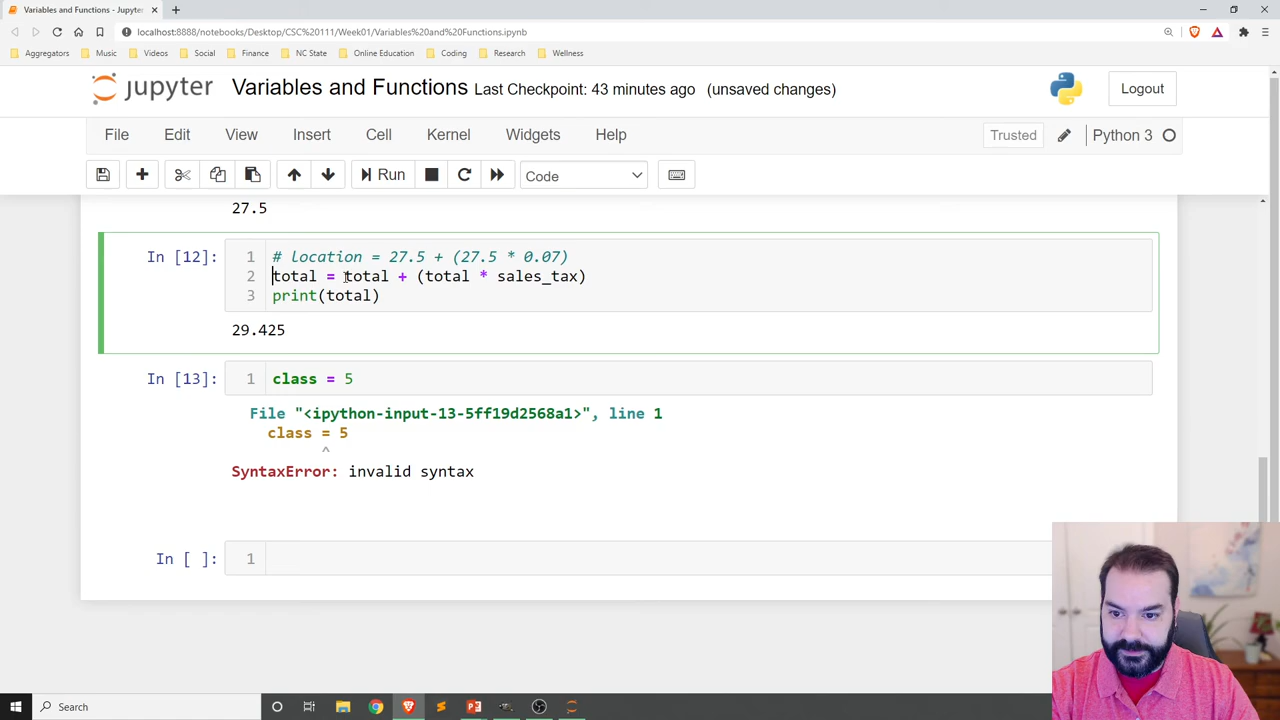 Variables and Functions - Jupyt
localhost:8888/notebooks/Desktop/CSC%20111/Week01/Variables%20and%20Functions.ipynb
Aggregators Music Videos Social Finance NC State Online Education Coding Research Wellness
jupyter Variables and Functions Last Checkpoint: 43 minutes ago (unsaved changes) Logout
File Edit View Insert Cell Kernel Widgets Help Trusted Python 3
Run Code
27.5
In [12]: 1 # location = 27.5 + (27.5 * 0.07)
2 total = total + (total * sales_tax)
3 print(total)
29.425
In [13]: 1 class = 5
File "<ipython-input-13-5ff19d2568a1>", line 1
class = 5
^
SyntaxError: invalid syntax
In [ ]: 1
Search